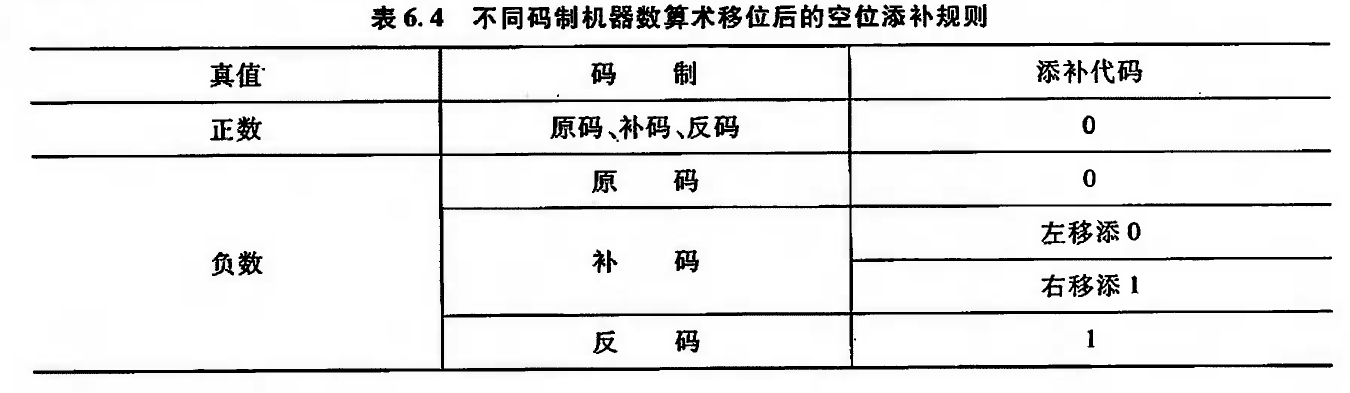 表 6.4 不同码制机器数算术移位后的空位添补规则
真值 码 制 添补代码
正数 原码、补码、反码 0
负数 原 码 0
补 码 左移添 0
右移添 1
反 码 1